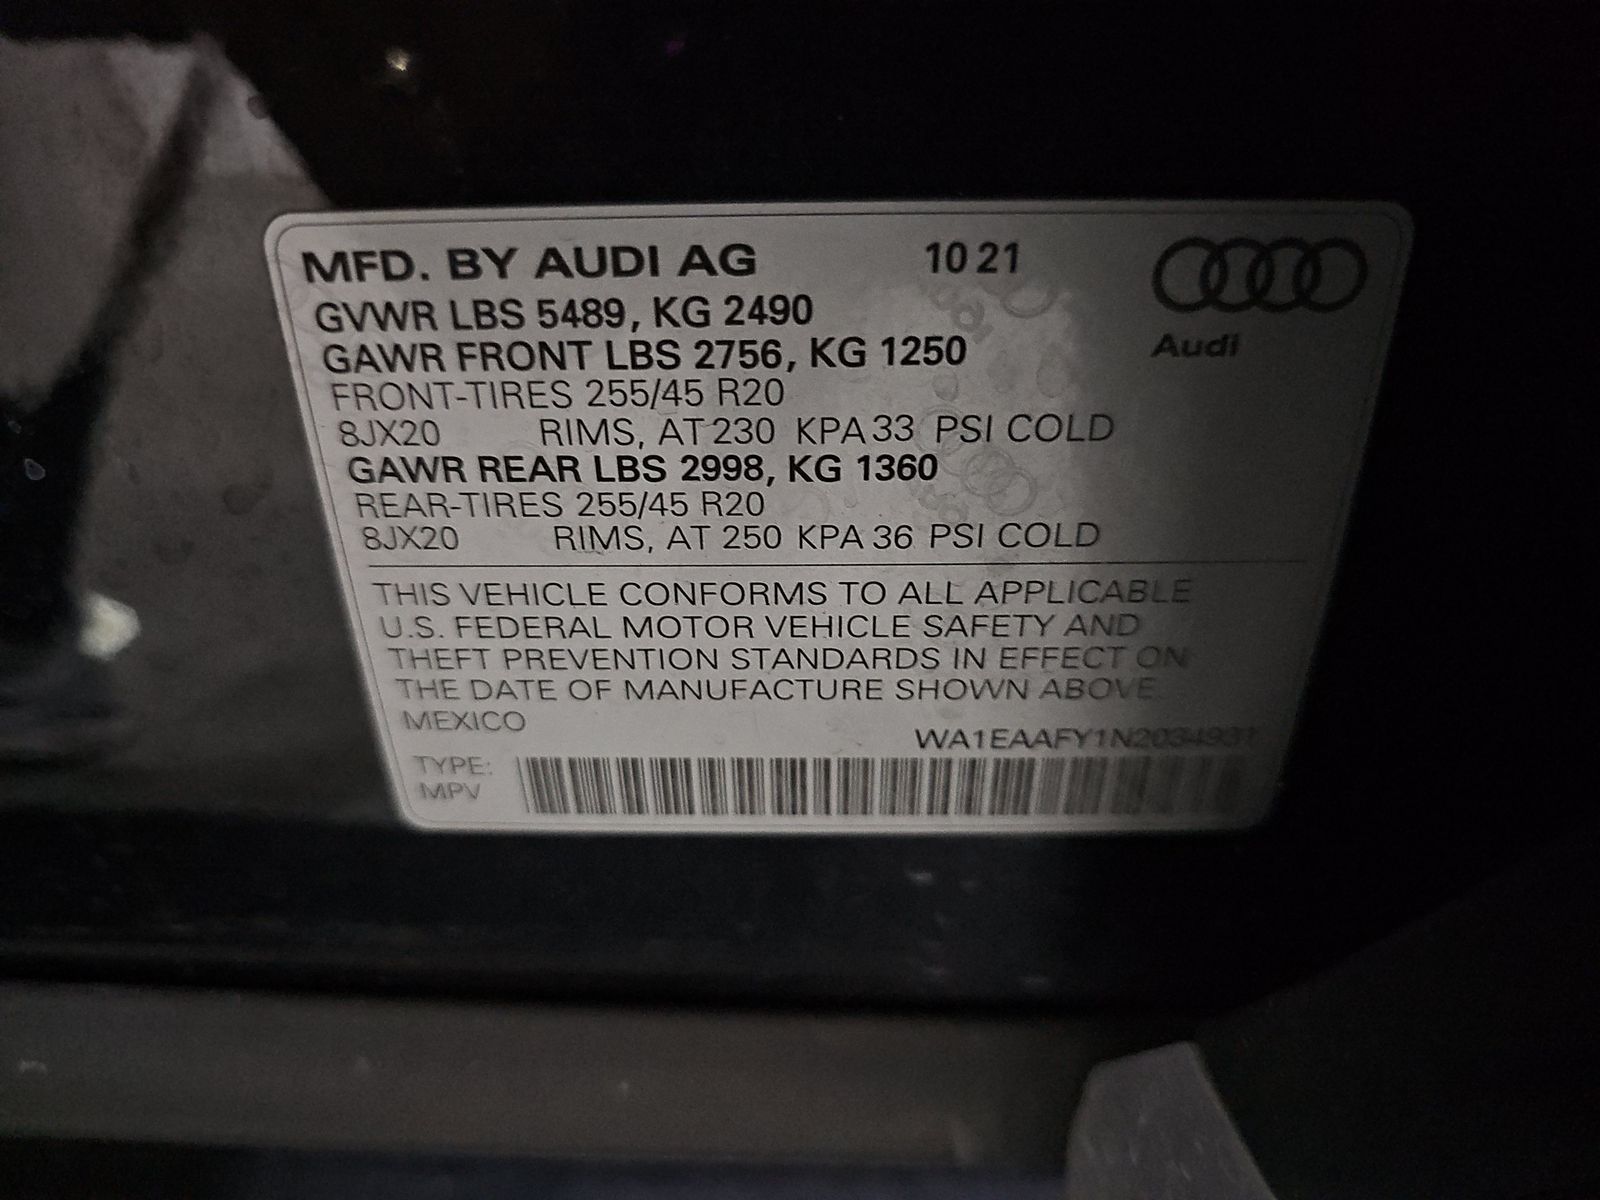 MFD. BY AUDI AG 10 21
GVWR LBS 5489, KG 2490
Audi
GAWR FRONT LBS 2756, KG 1250
FRONT-TIRES 255/45 R20
8JX20 RIMS, AT 230 KPA 33 PSI COLD
GAWR REAR LBS 2998, KG 1360
REAR-TIRES 255/45 R20
8JX20 RIMS, AT 250 KPA 36 PSI COLD
THIS VEHICLE CONFORMS TO ALL APPLICABLE
U.S. FEDERAL MOTOR VEHICLE SAFETY AND
THEFT PREVENTION STANDARDS IN EFFECT ON
THE DATE OF MANUFACTURE SHOWN ABOVE.
MEXICO
WA1EAAFY1N2034931
TYPE:
MPV